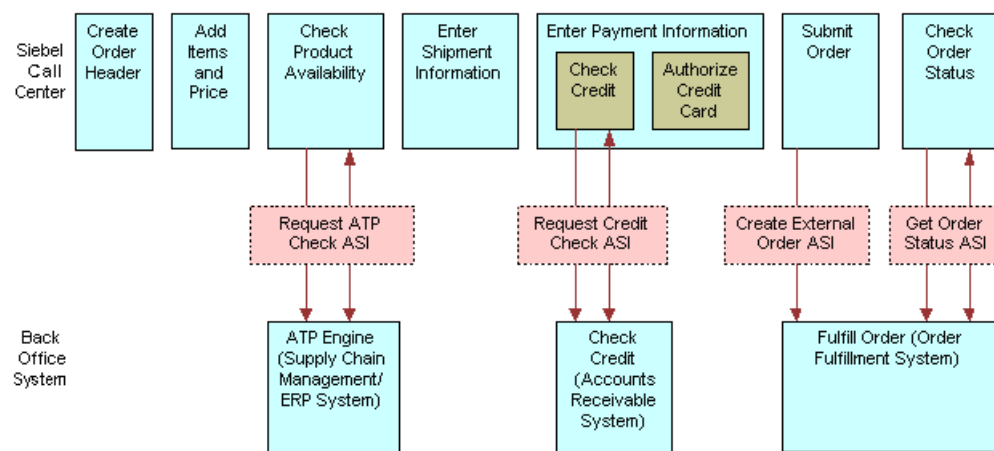 Siebel
Call
Center
Create
Order
Header
Add
Items
and
Price
Check
Product
Availability
Enter
Shipment
Information
Enter Payment Information
Check
Credit
Authorize
Credit
Card
Submit
Order
Check
Order
Status
Request ATP
Check ASI
Request Credit
Check ASI
Create External
Order ASI
Get Order
Status ASI
Back
Office
System
ATP Engine
(Supply Chain
Management/
ERP System)
Check
Credit
(Accounts
Receivable
System)
Fulfill Order (Order
Fulfillment System)